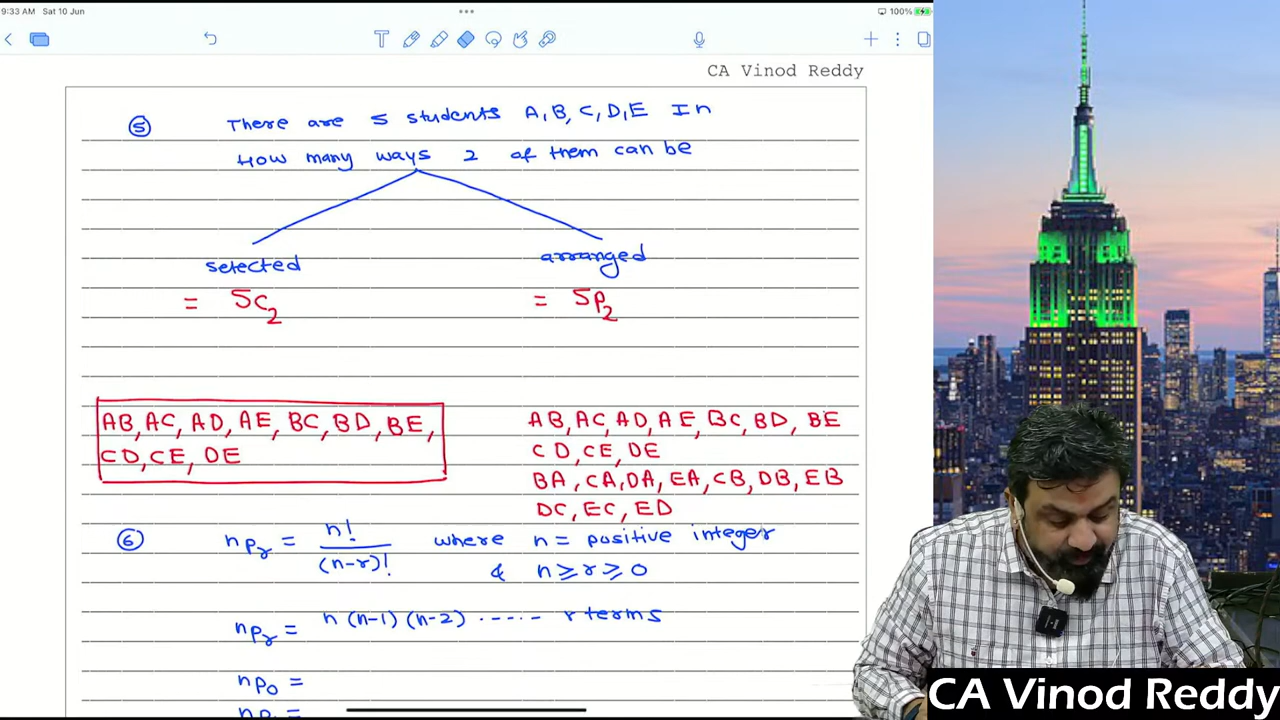 9:33 AM Sat 10 Jun
100%
CA Vinod Reddy
5 There are 5 students A, B, C, D, E In
How many ways 2 of them can be
selected arranged
= 5C2 = 5P2
AB, AC, AD, AE, BC, BD, BE,
CD, CE, DE
AB, AC, AD, AE, BC, BD, BE
CD, CE, DE
BA, CA, DA, EA, CB, DB, EB
DC, EC, ED
6 nPr = n! / (n-r)! where n = positive integer
& n ≥ r ≥ 0
nPr = n (n-1) (n-2) ...... r terms
nP0 =
CA Vinod Reddy